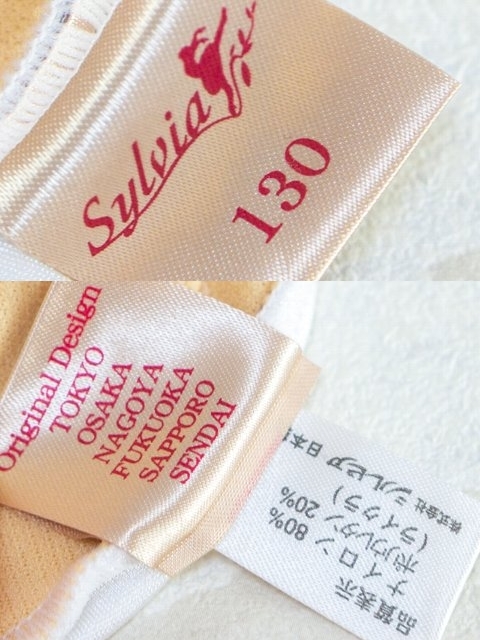 Sylvia
130
Original Design
TOKYO
OSAKA
NAGOYA
FUKUOKA
SAPPORO
SENDAI
品質表示
ナイロン 80%
ポリウレタン 20%
(ライクラ)
株式会社 シルビア 日本